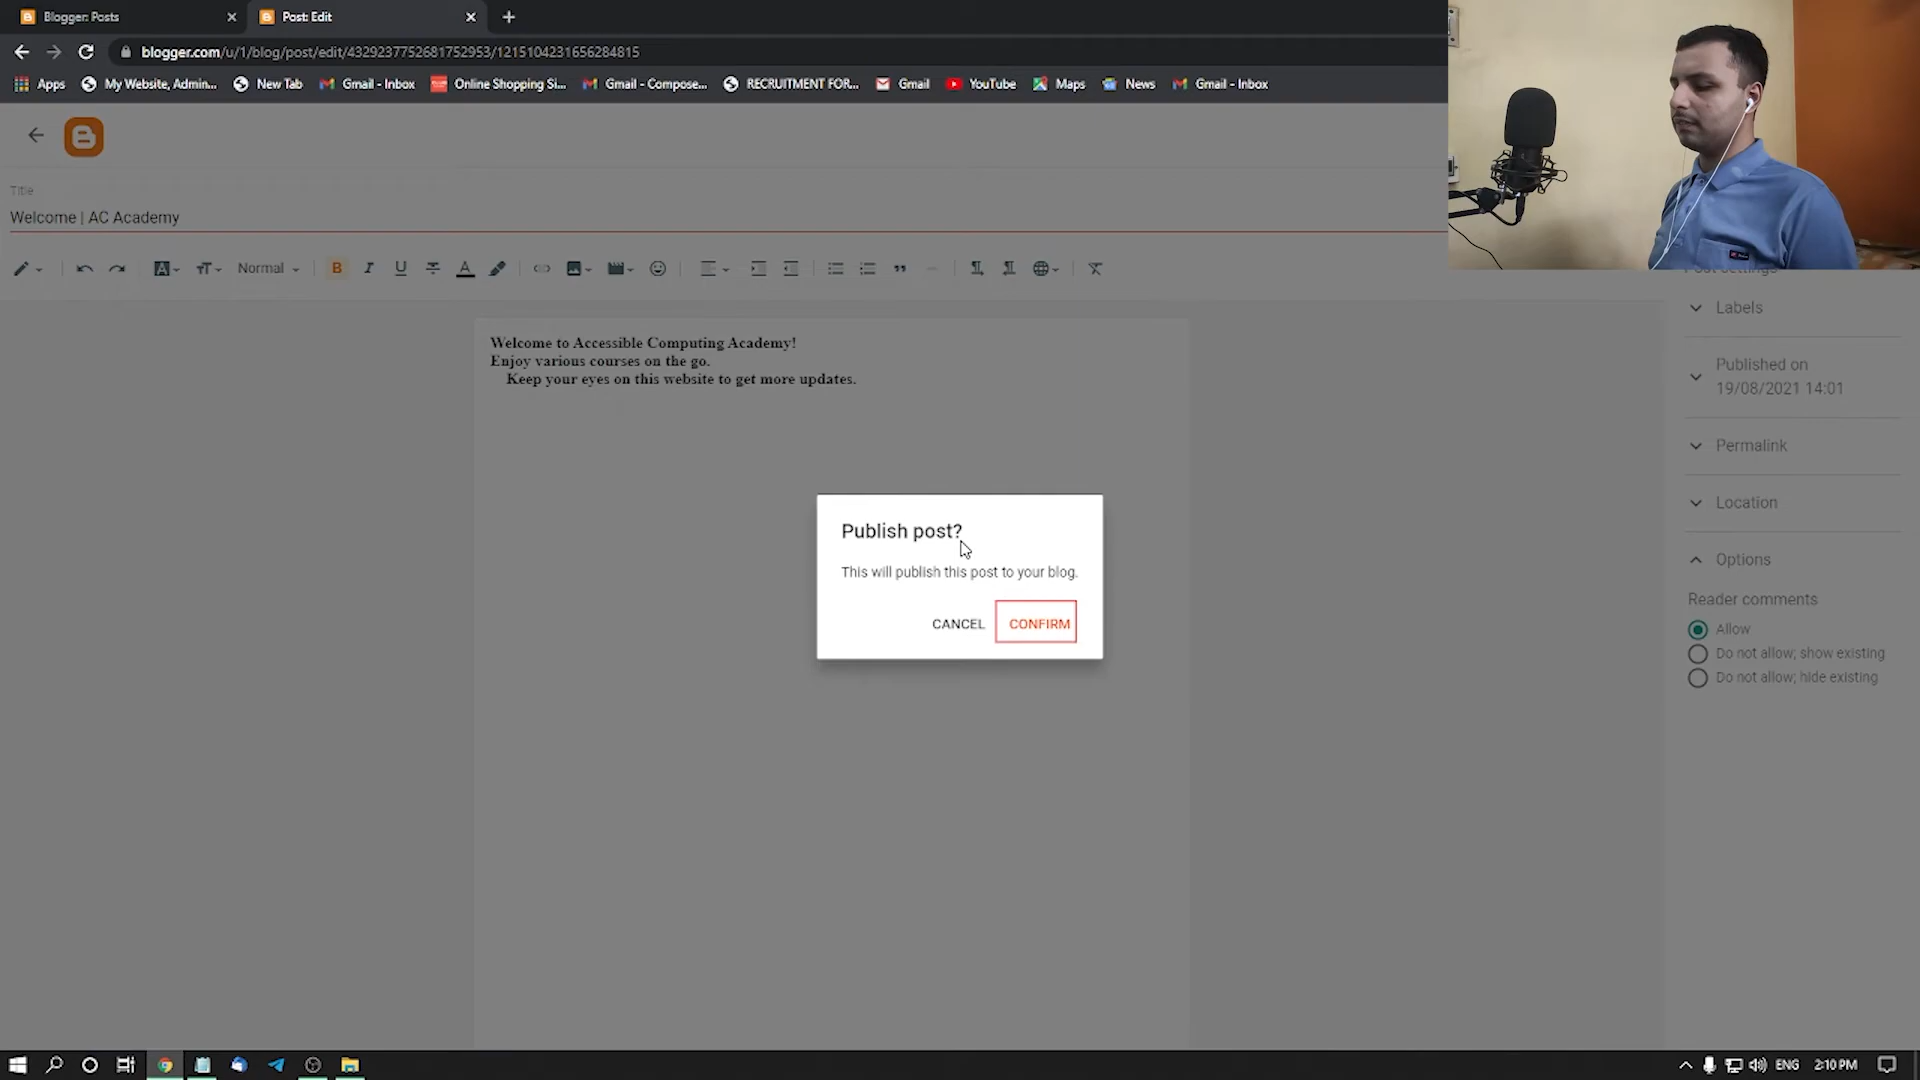 Blogger: Posts
Post: Edit
blogger.com/u/1/blog/post/edit/4329237752681752953/1215104231656284815
Apps
My Website, Admin...
New Tab
Gmail - Inbox
Online Shopping Si...
Gmail - Compose...
RECRUITMENT FOR...
Gmail
YouTube
Maps
News
Gmail - Inbox
Title
Welcome | AC Academy
Normal
Post settings
Labels
Published on
19/08/2021 14:01
Permalink
Location
Options
Reader comments
Allow
Do not allow; show existing
Do not allow; hide existing
Welcome to Accessible Computing Academy!
Enjoy various courses on the go.
Keep your eyes on this website to get more updates.
Publish post?
This will publish this post to your blog.
CANCEL
CONFIRM
ENG
2:10 PM